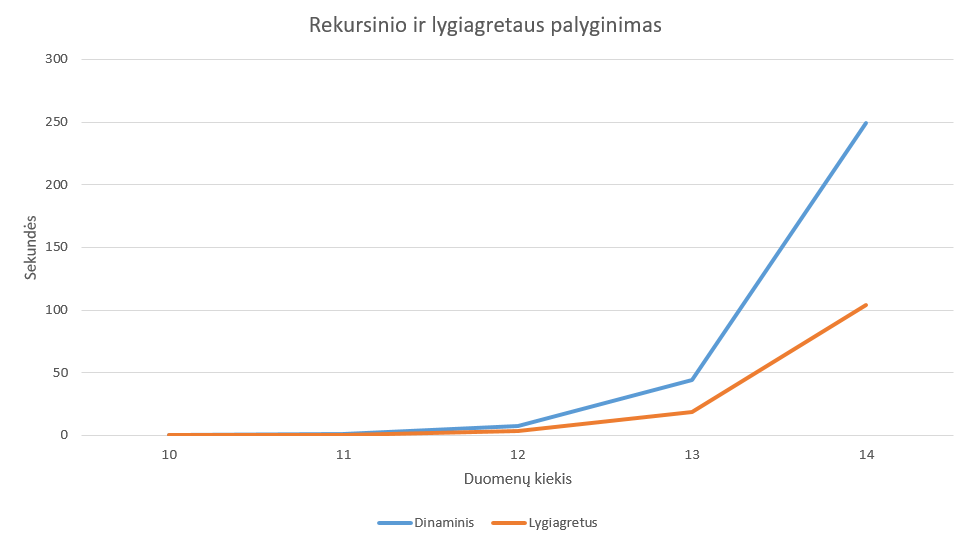 Rekursinio ir lygiagretaus palyginimas
300
250
200
150
100
50
0
Sekundės
10 11 12 13 14
Duomenų kiekis
Dinaminis Lygiagretus